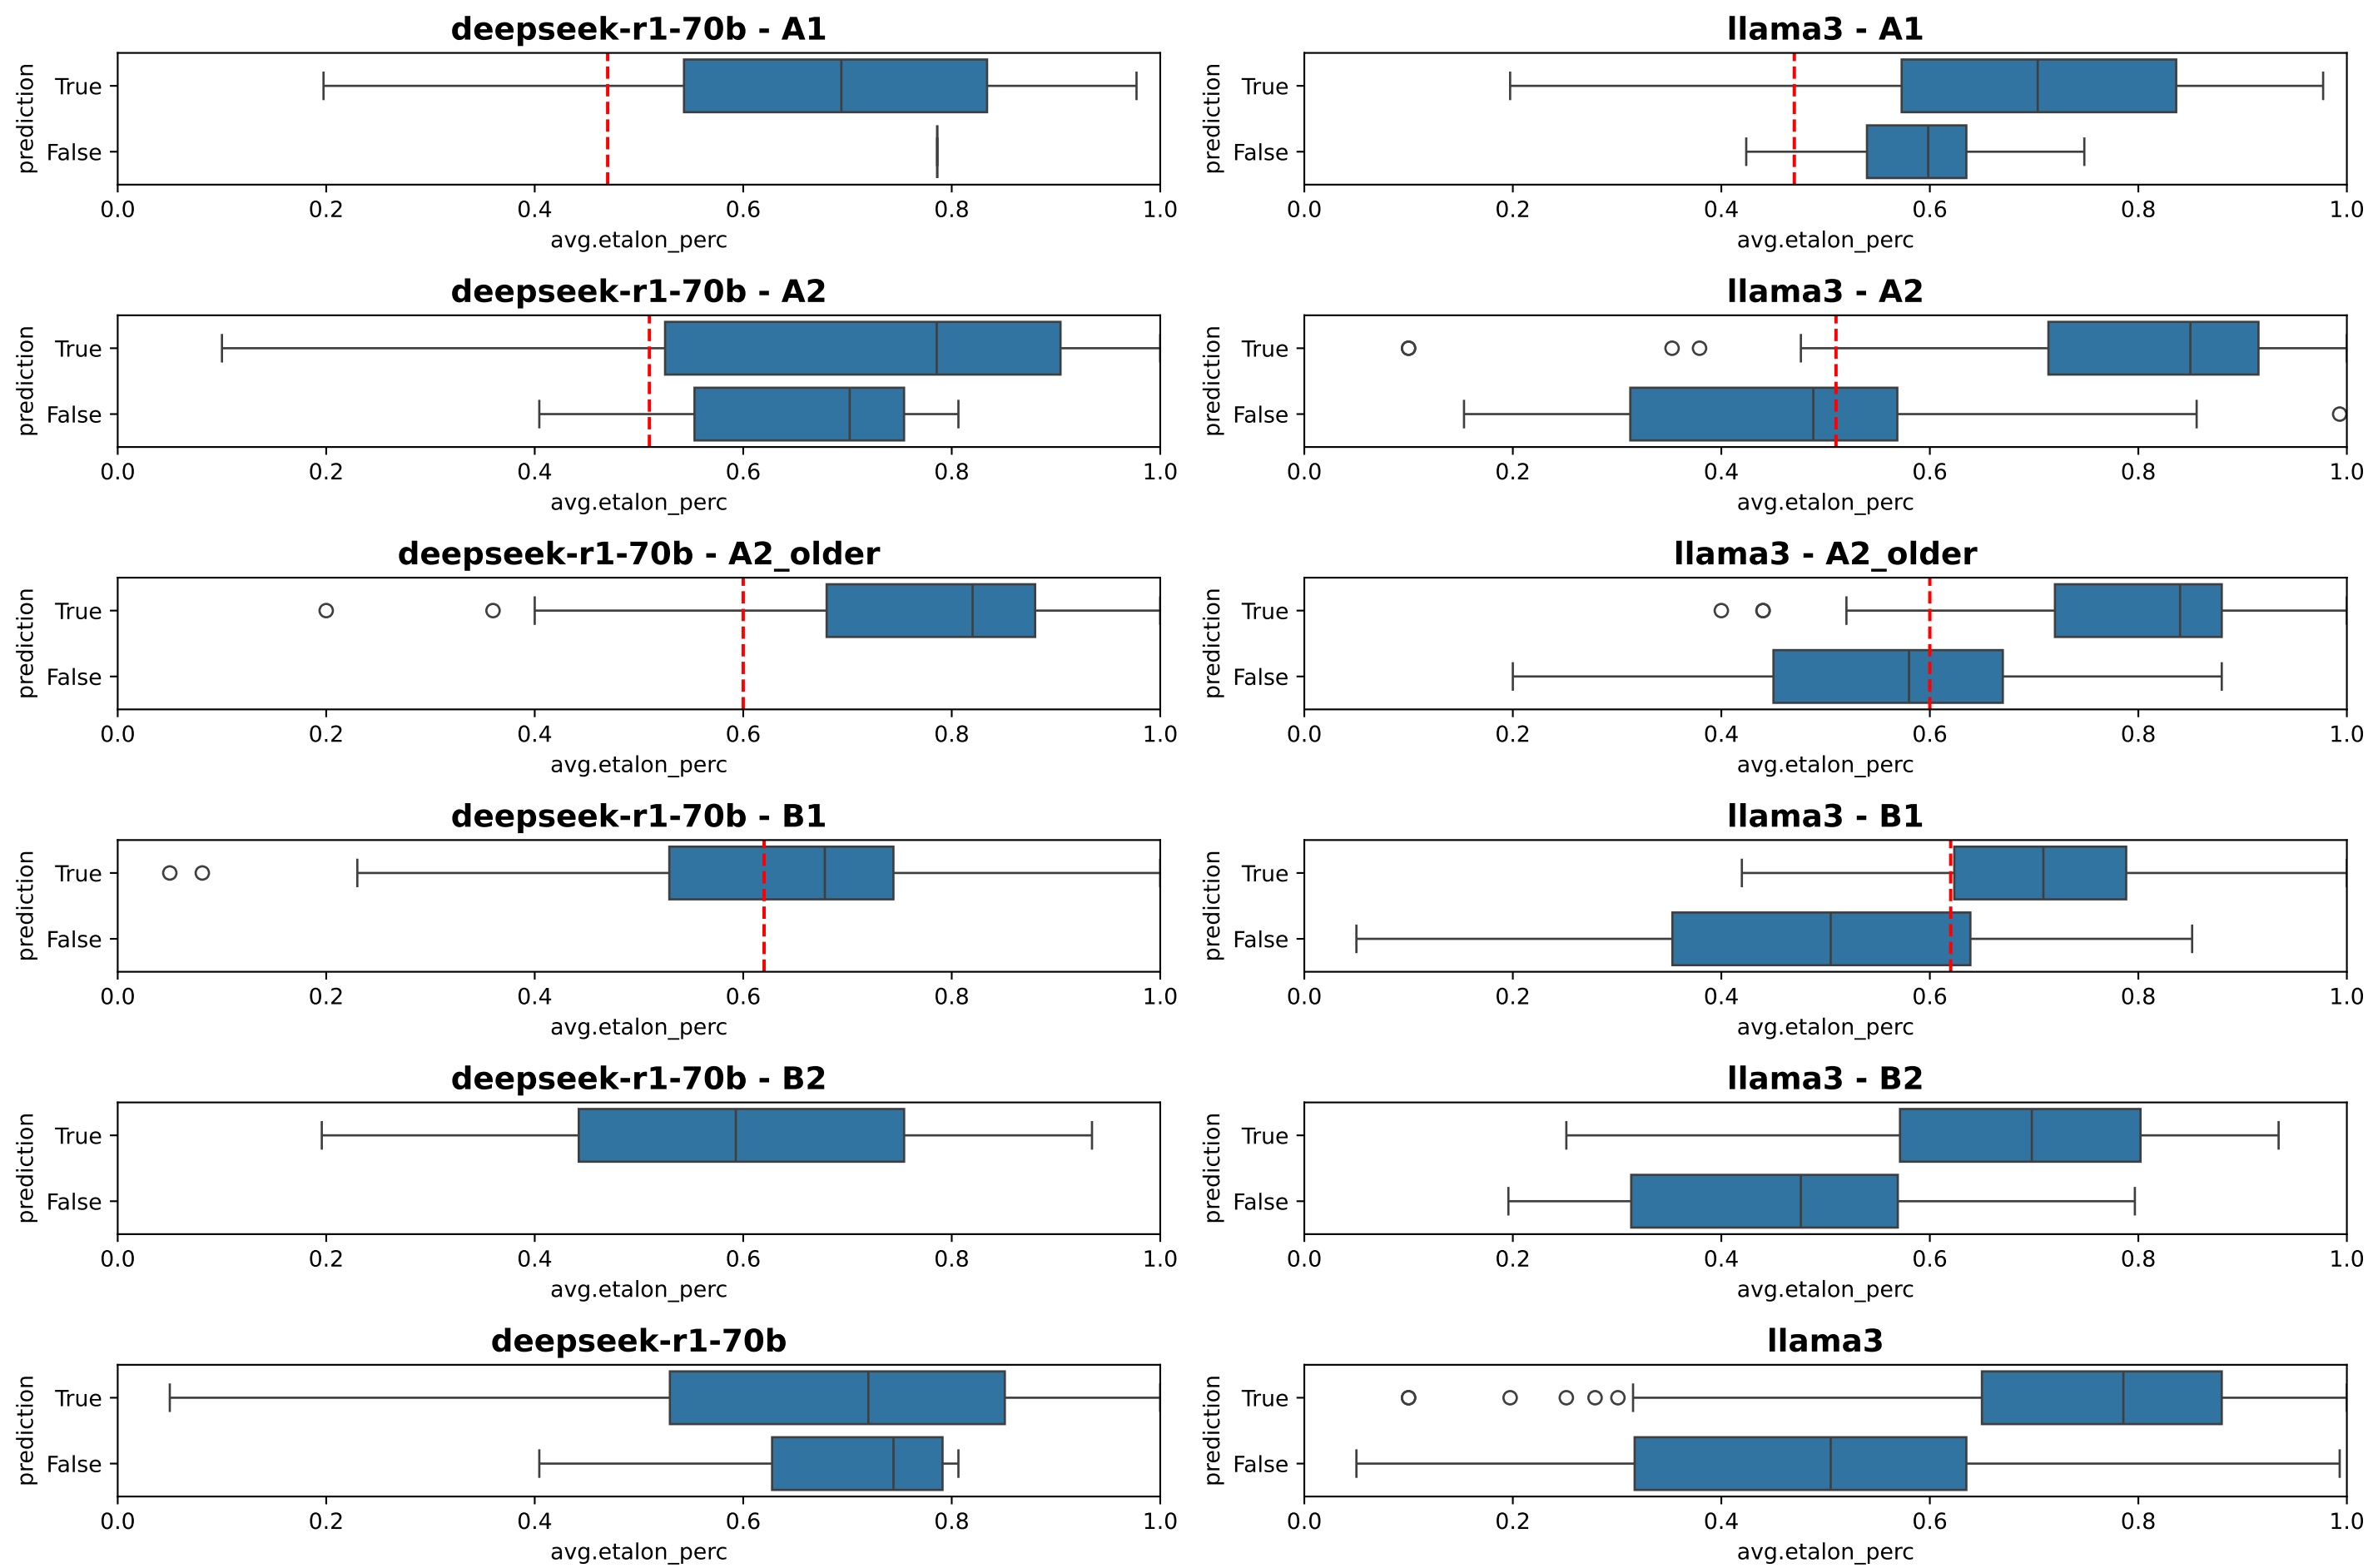 deepseek-r1-70b - A1
prediction
True
False
0.0 0.2 0.4 0.6 0.8 1.0
avg.etalon_perc
llama3 - A1
prediction
True
False
0.0 0.2 0.4 0.6 0.8 1.0
avg.etalon_perc
deepseek-r1-70b - A2
prediction
True
False
0.0 0.2 0.4 0.6 0.8 1.0
avg.etalon_perc
llama3 - A2
prediction
True
False
0.0 0.2 0.4 0.6 0.8 1.0
avg.etalon_perc
deepseek-r1-70b - A2_older
prediction
True
False
0.0 0.2 0.4 0.6 0.8 1.0
avg.etalon_perc
llama3 - A2_older
prediction
True
False
0.0 0.2 0.4 0.6 0.8 1.0
avg.etalon_perc
deepseek-r1-70b - B1
prediction
True
False
0.0 0.2 0.4 0.6 0.8 1.0
avg.etalon_perc
llama3 - B1
prediction
True
False
0.0 0.2 0.4 0.6 0.8 1.0
avg.etalon_perc
deepseek-r1-70b - B2
prediction
True
False
0.0 0.2 0.4 0.6 0.8 1.0
avg.etalon_perc
llama3 - B2
prediction
True
False
0.0 0.2 0.4 0.6 0.8 1.0
avg.etalon_perc
deepseek-r1-70b
prediction
True
False
0.0 0.2 0.4 0.6 0.8 1.0
avg.etalon_perc
llama3
prediction
True
False
0.0 0.2 0.4 0.6 0.8 1.0
avg.etalon_perc